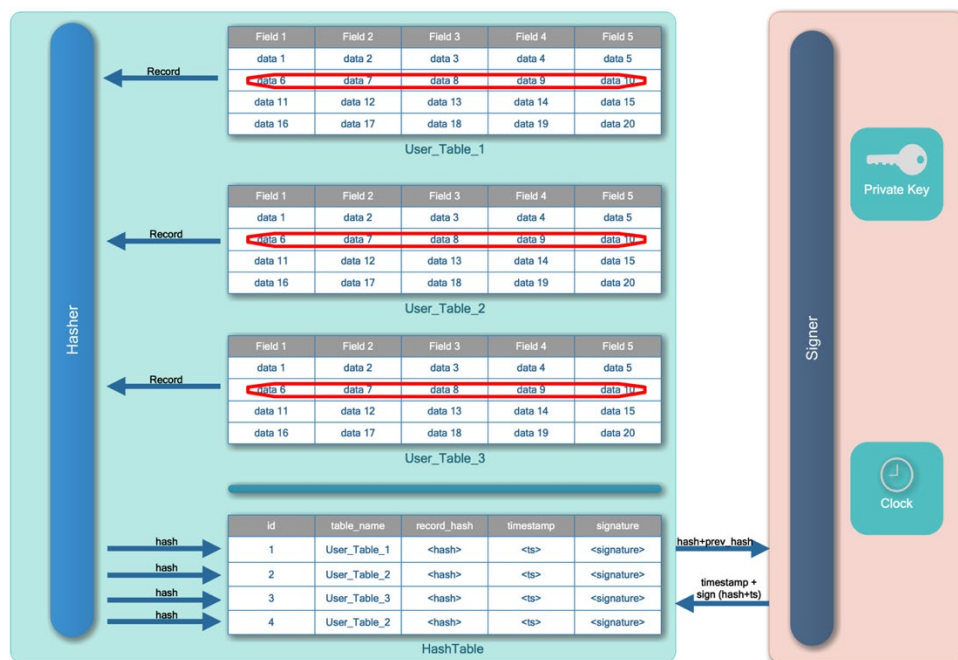 Hasher
Record
Field 1 Field 2 Field 3 Field 4 Field 5
data 1 data 2 data 3 data 4 data 5
data 6 data 7 data 8 data 9 data 10
data 11 data 12 data 13 data 14 data 15
data 16 data 17 data 18 data 19 data 20
User_Table_1
Record
Field 1 Field 2 Field 3 Field 4 Field 5
data 1 data 2 data 3 data 4 data 5
data 6 data 7 data 8 data 9 data 10
data 11 data 12 data 13 data 14 data 15
data 16 data 17 data 18 data 19 data 20
User_Table_2
Record
Field 1 Field 2 Field 3 Field 4 Field 5
data 1 data 2 data 3 data 4 data 5
data 6 data 7 data 8 data 9 data 10
data 11 data 12 data 13 data 14 data 15
data 16 data 17 data 18 data 19 data 20
User_Table_3
hash
hash
hash
hash
id table_name record_hash timestamp signature
1 User_Table_1 <hash> <ts> <signature>
2 User_Table_2 <hash> <ts> <signature>
3 User_Table_3 <hash> <ts> <signature>
4 User_Table_2 <hash> <ts> <signature>
HashTable
hash+prev_hash
timestamp +
sign (hash+ts)
Signer
Private Key
Clock